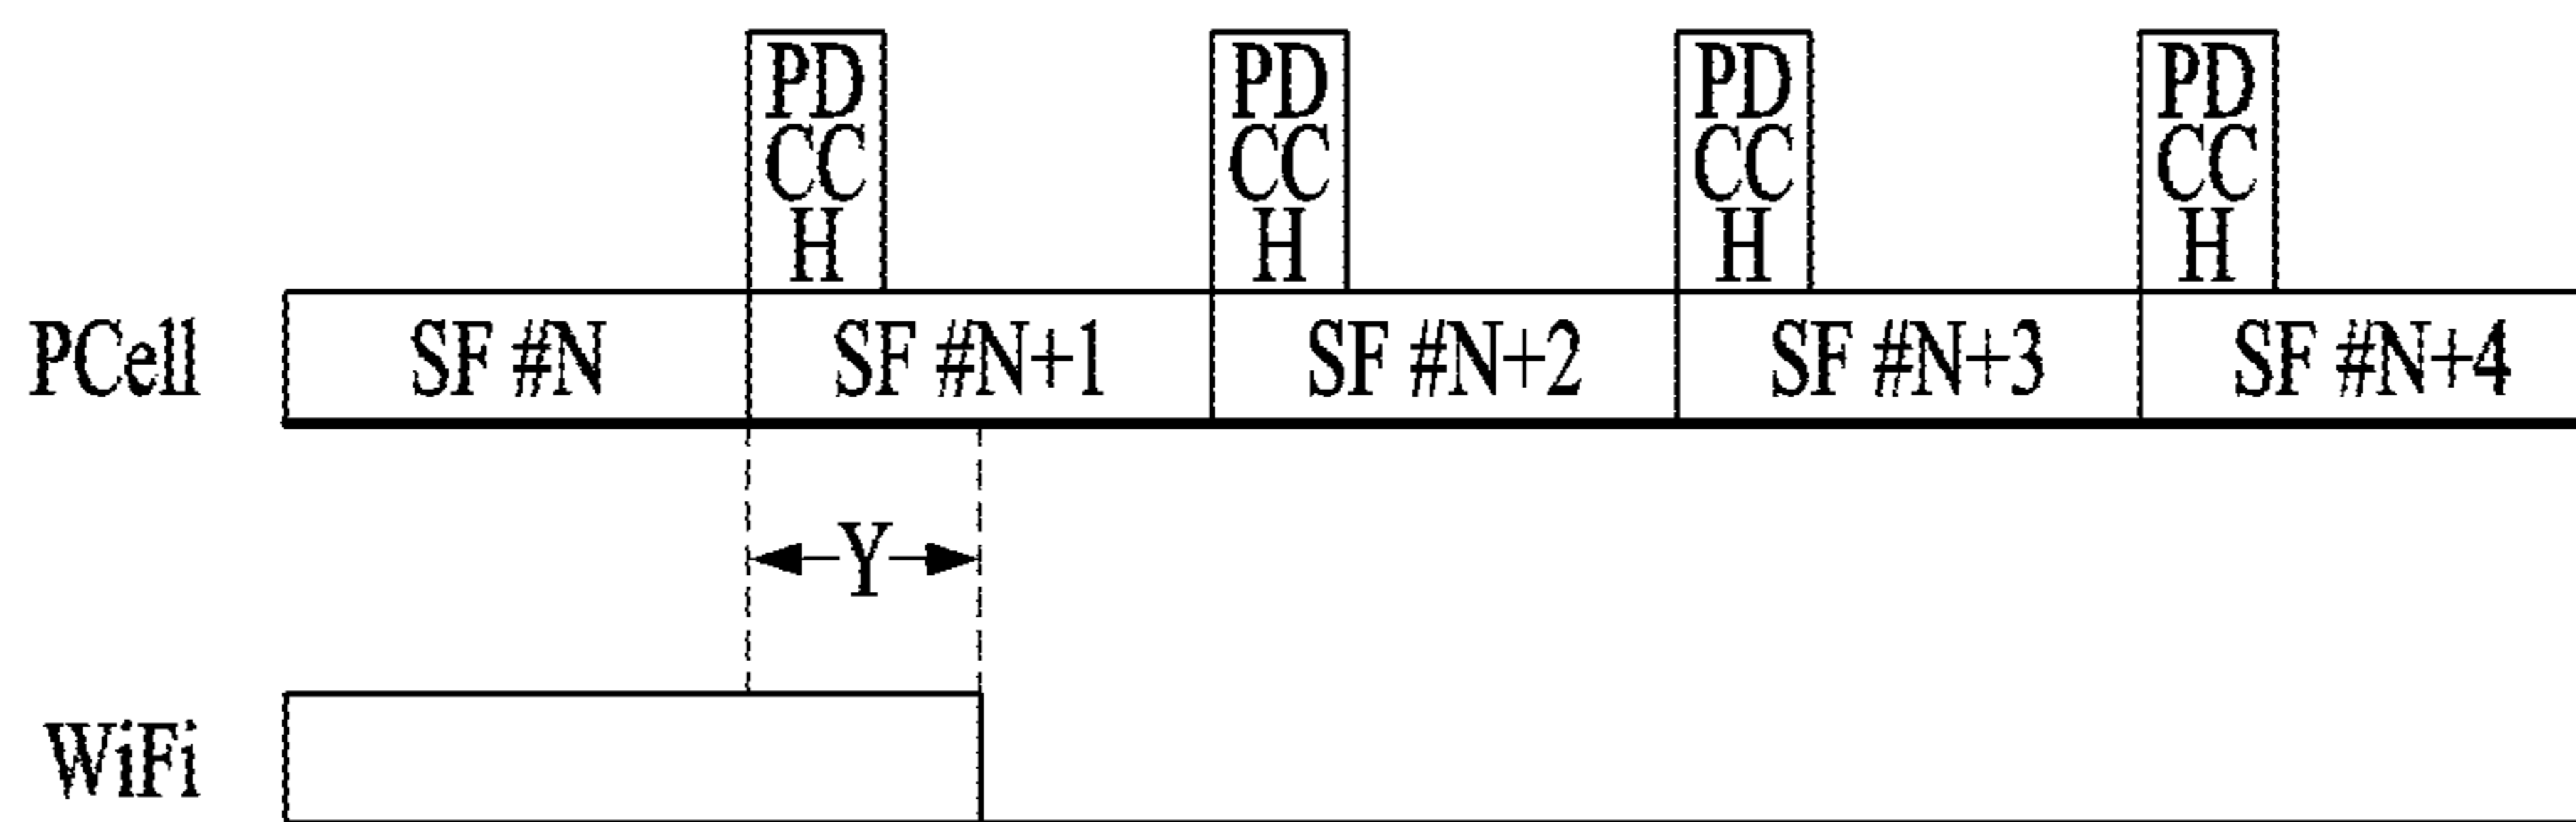 PD PD PD PD
CC CC CC CC
H H H H
PCell SF #N SF #N+1 SF #N+2 SF #N+3 SF #N+4
Y
WiFi